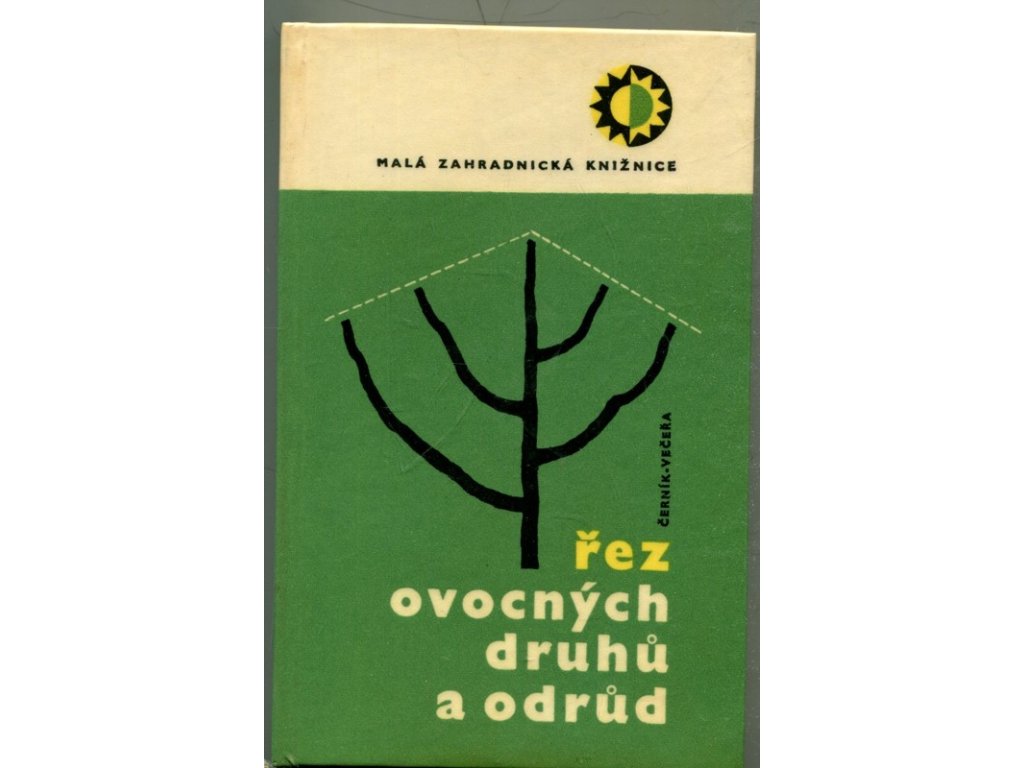 MALÁ ZAHRADNICKÁ KNIŽNICE
ČERNÍK-VEČEŘA
řez
ovocných
druhů
a odrůd